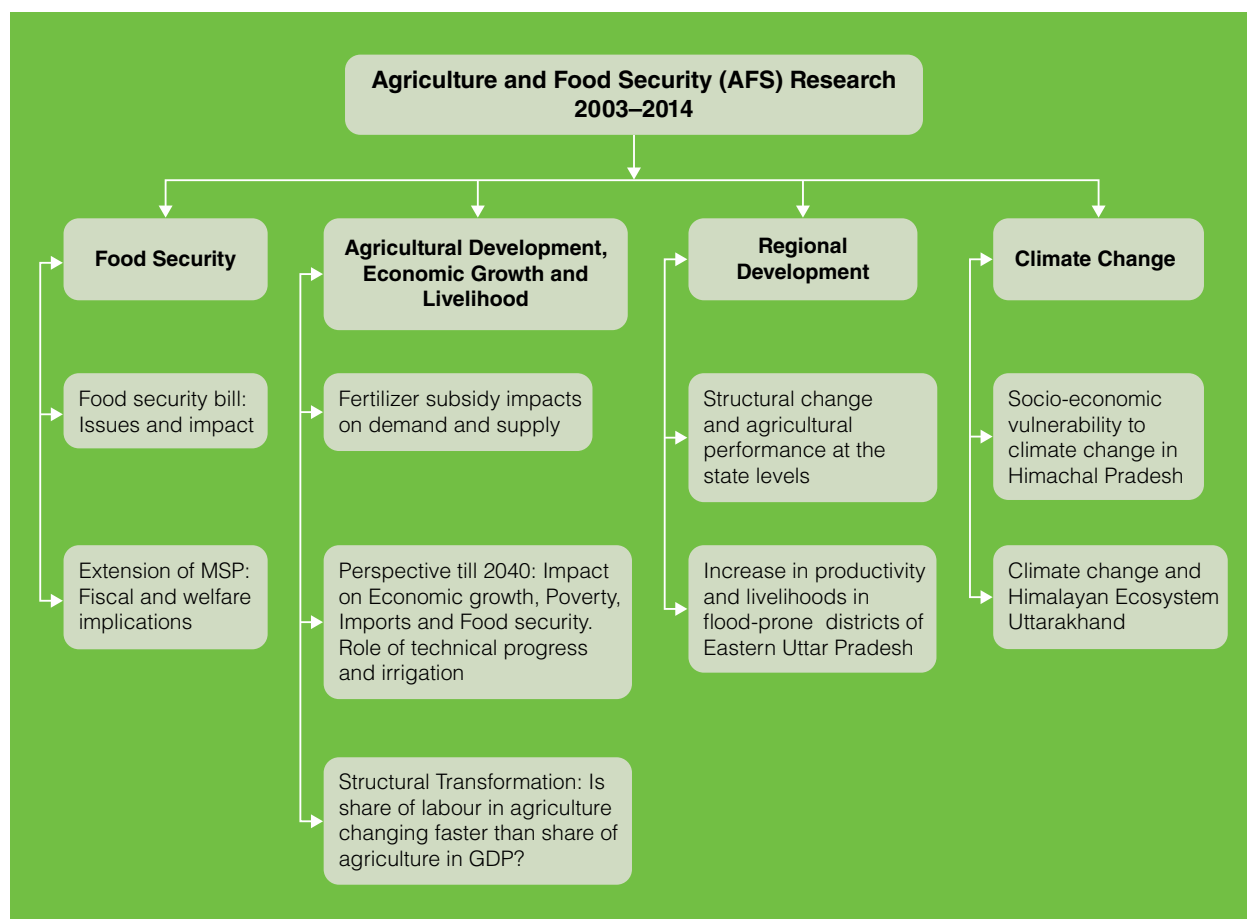 Agriculture and Food Security (AFS) Research
2003–2014
Food Security
Food security bill:
Issues and impact
Extension of MSP:
Fiscal and welfare
implications
Agricultural Development,
Economic Growth and
Livelihood
Fertilizer subsidy impacts
on demand and supply
Perspective till 2040: Impact
on Economic growth, Poverty,
Imports and Food security.
Role of technical progress
and irrigation
Structural Transformation: Is
share of labour in agriculture
changing faster than share of
agriculture in GDP?
Regional
Development
Structural change
and agricultural
performance at the
state levels
Increase in productivity
and livelihoods in
flood-prone districts of
Eastern Uttar Pradesh
Climate Change
Socio-economic
vulnerability to
climate change in
Himachal Pradesh
Climate change and
Himalayan Ecosystem
Uttarakhand